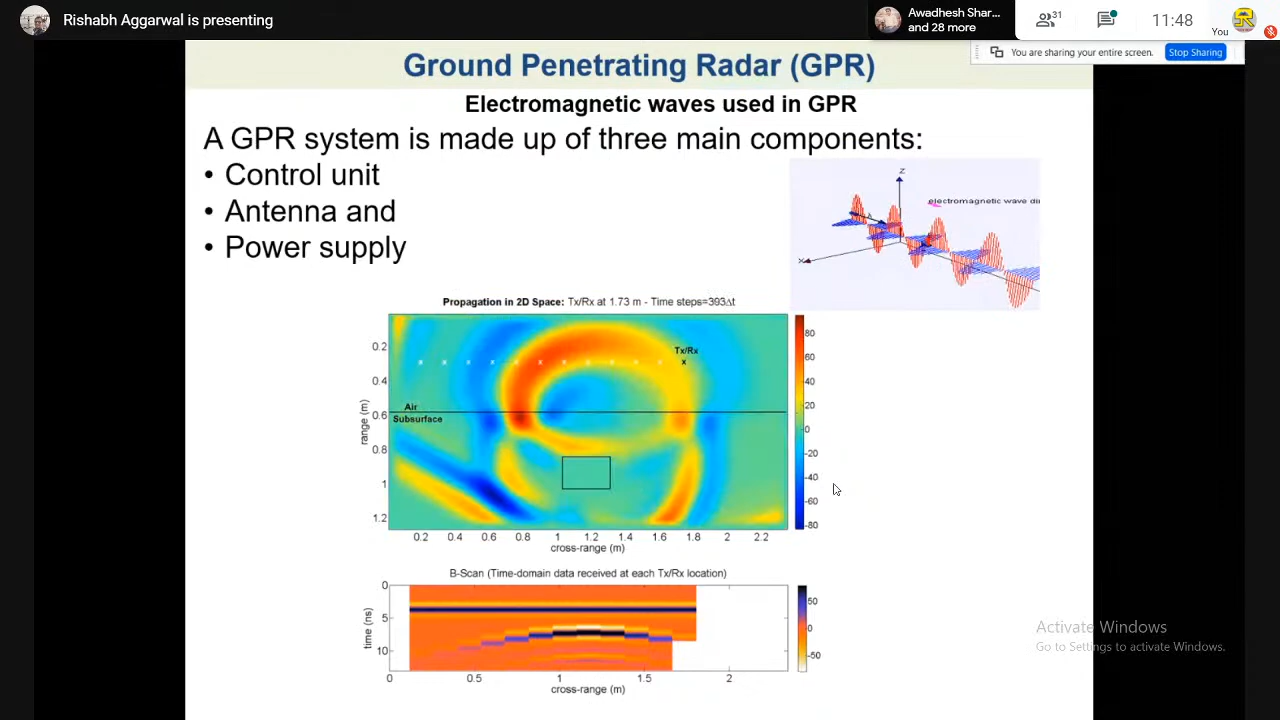 Rishabh Aggarwal is presenting
Awadhesh Shar...
and 28 more
31
11:48
You
You are sharing your entire screen.
Stop Sharing
Ground Penetrating Radar (GPR)
Electromagnetic waves used in GPR
A GPR system is made up of three main components:
• Control unit
• Antenna and
• Power supply
Z
electromagnetic wave di
X
Propagation in 2D Space: Tx/Rx at 1.73 m - Time steps=393Δt
Tx/Rx
Air
Subsurface
range (m)
0.2
0.4
0.6
0.8
1
1.2
0.2 0.4 0.6 0.8 1 1.2 1.4 1.6 1.8 2 2.2
cross-range (m)
80
60
40
20
0
-20
-40
-60
-80
B-Scan (Time-domain data received at each Tx/Rx location)
time (ns)
0
5
10
0 0.5 1 1.5 2
cross-range (m)
50
0
-50
Activate Windows
Go to Settings to activate Windows.